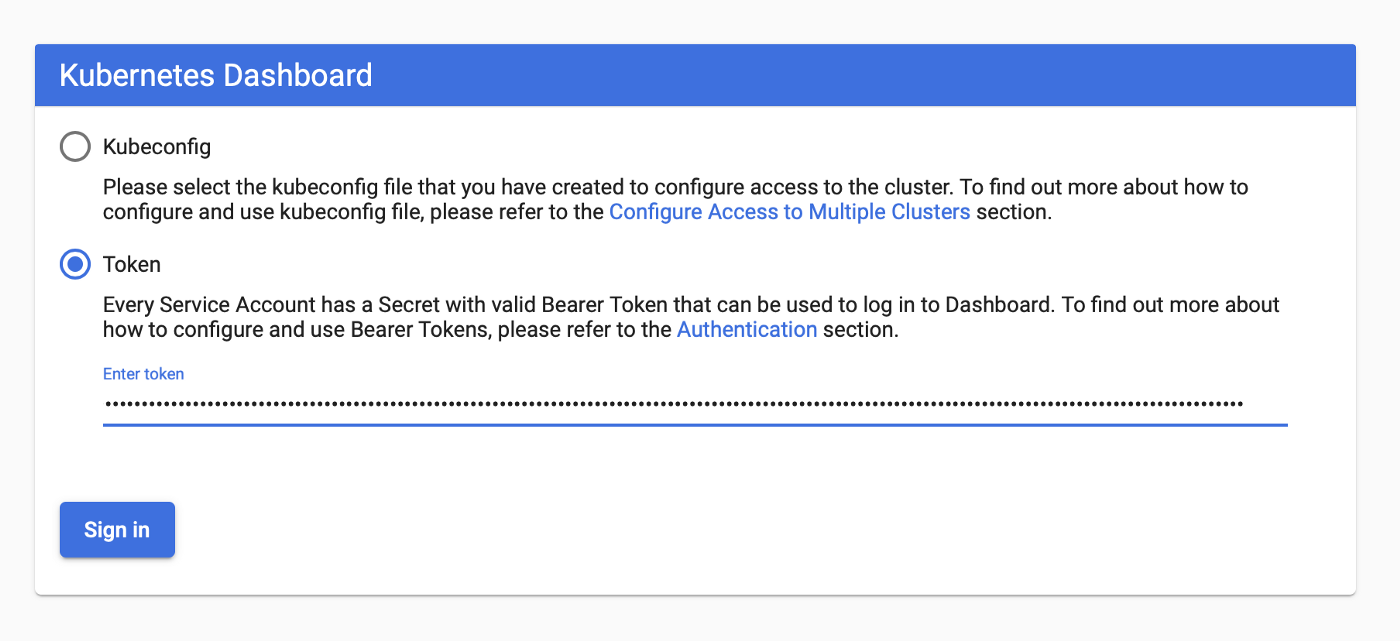 Kubernetes Dashboard
Kubeconfig
Please select the kubeconfig file that you have created to configure access to the cluster. To find out more about how to
configure and use kubeconfig file, please refer to the Configure Access to Multiple Clusters section.
Token
Every Service Account has a Secret with valid Bearer Token that can be used to log in to Dashboard. To find out more about
how to configure and use Bearer Tokens, please refer to the Authentication section.
Enter token
Sign in